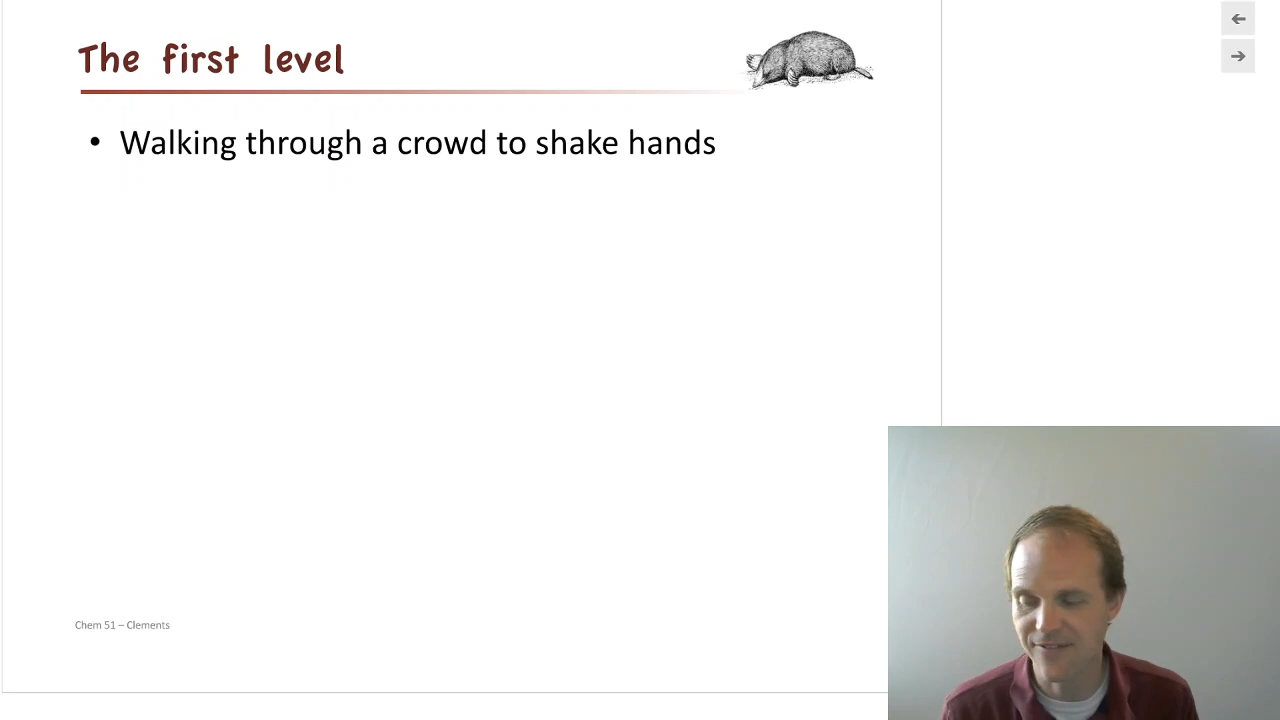 The first level
• Walking through a crowd to shake hands
Chem 51 – Clements